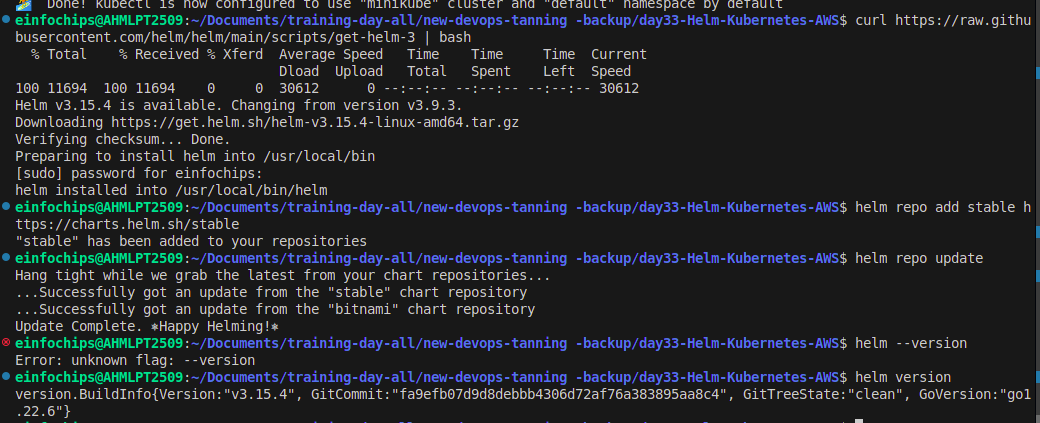 Done! kubectl is now configured to use "minikube" cluster and "default" namespace by default
einfochips@AHMLPT2509:~/Documents/training-day-all/new-devops-tanning -backup/day33-Helm-Kubernetes-AWS$ curl https://raw.githu
busercontent.com/helm/helm/main/scripts/get-helm-3 | bash
% Total % Received % Xferd Average Speed Time Time Time Current
Dload Upload Total Spent Left Speed
100 11694 100 11694 0 0 30612 0 --:--:-- --:--:-- --:--:-- 30612
Helm v3.15.4 is available. Changing from version v3.9.3.
Downloading https://get.helm.sh/helm-v3.15.4-linux-amd64.tar.gz
Verifying checksum... Done.
Preparing to install helm into /usr/local/bin
[sudo] password for einfochips:
helm installed into /usr/local/bin/helm
einfochips@AHMLPT2509:~/Documents/training-day-all/new-devops-tanning -backup/day33-Helm-Kubernetes-AWS$ helm repo add stable h
ttps://charts.helm.sh/stable
"stable" has been added to your repositories
einfochips@AHMLPT2509:~/Documents/training-day-all/new-devops-tanning -backup/day33-Helm-Kubernetes-AWS$ helm repo update
Hang tight while we grab the latest from your chart repositories...
...Successfully got an update from the "stable" chart repository
...Successfully got an update from the "bitnami" chart repository
Update Complete. ⎈Happy Helming!⎈
einfochips@AHMLPT2509:~/Documents/training-day-all/new-devops-tanning -backup/day33-Helm-Kubernetes-AWS$ helm --version
Error: unknown flag: --version
einfochips@AHMLPT2509:~/Documents/training-day-all/new-devops-tanning -backup/day33-Helm-Kubernetes-AWS$ helm version
version.BuildInfo{Version:"v3.15.4", GitCommit:"fa9efb07d9d8debbb4306d72af76a383895aa8c4", GitTreeState:"clean", GoVersion:"go1
.22.6"}